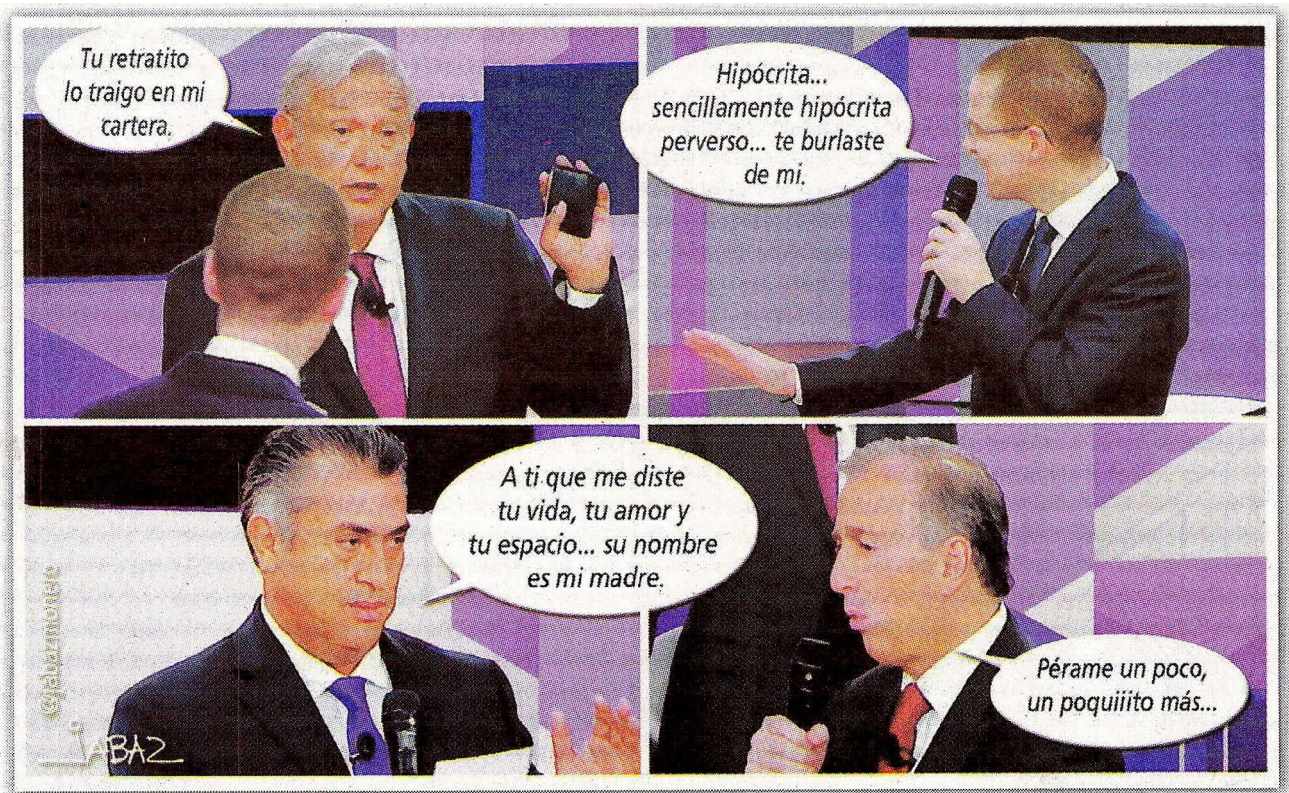 Tu retratito
lo traigo en mi
cartera.
Hipócrita...
sencillamente hipócrita
perverso... te burlaste
de mi.
A ti que me diste
tu vida, tu amor y
tu espacio... su nombre
es mi madre.
Pérame un poco,
un poquiiito más...
@jabazmonero
JABAZ